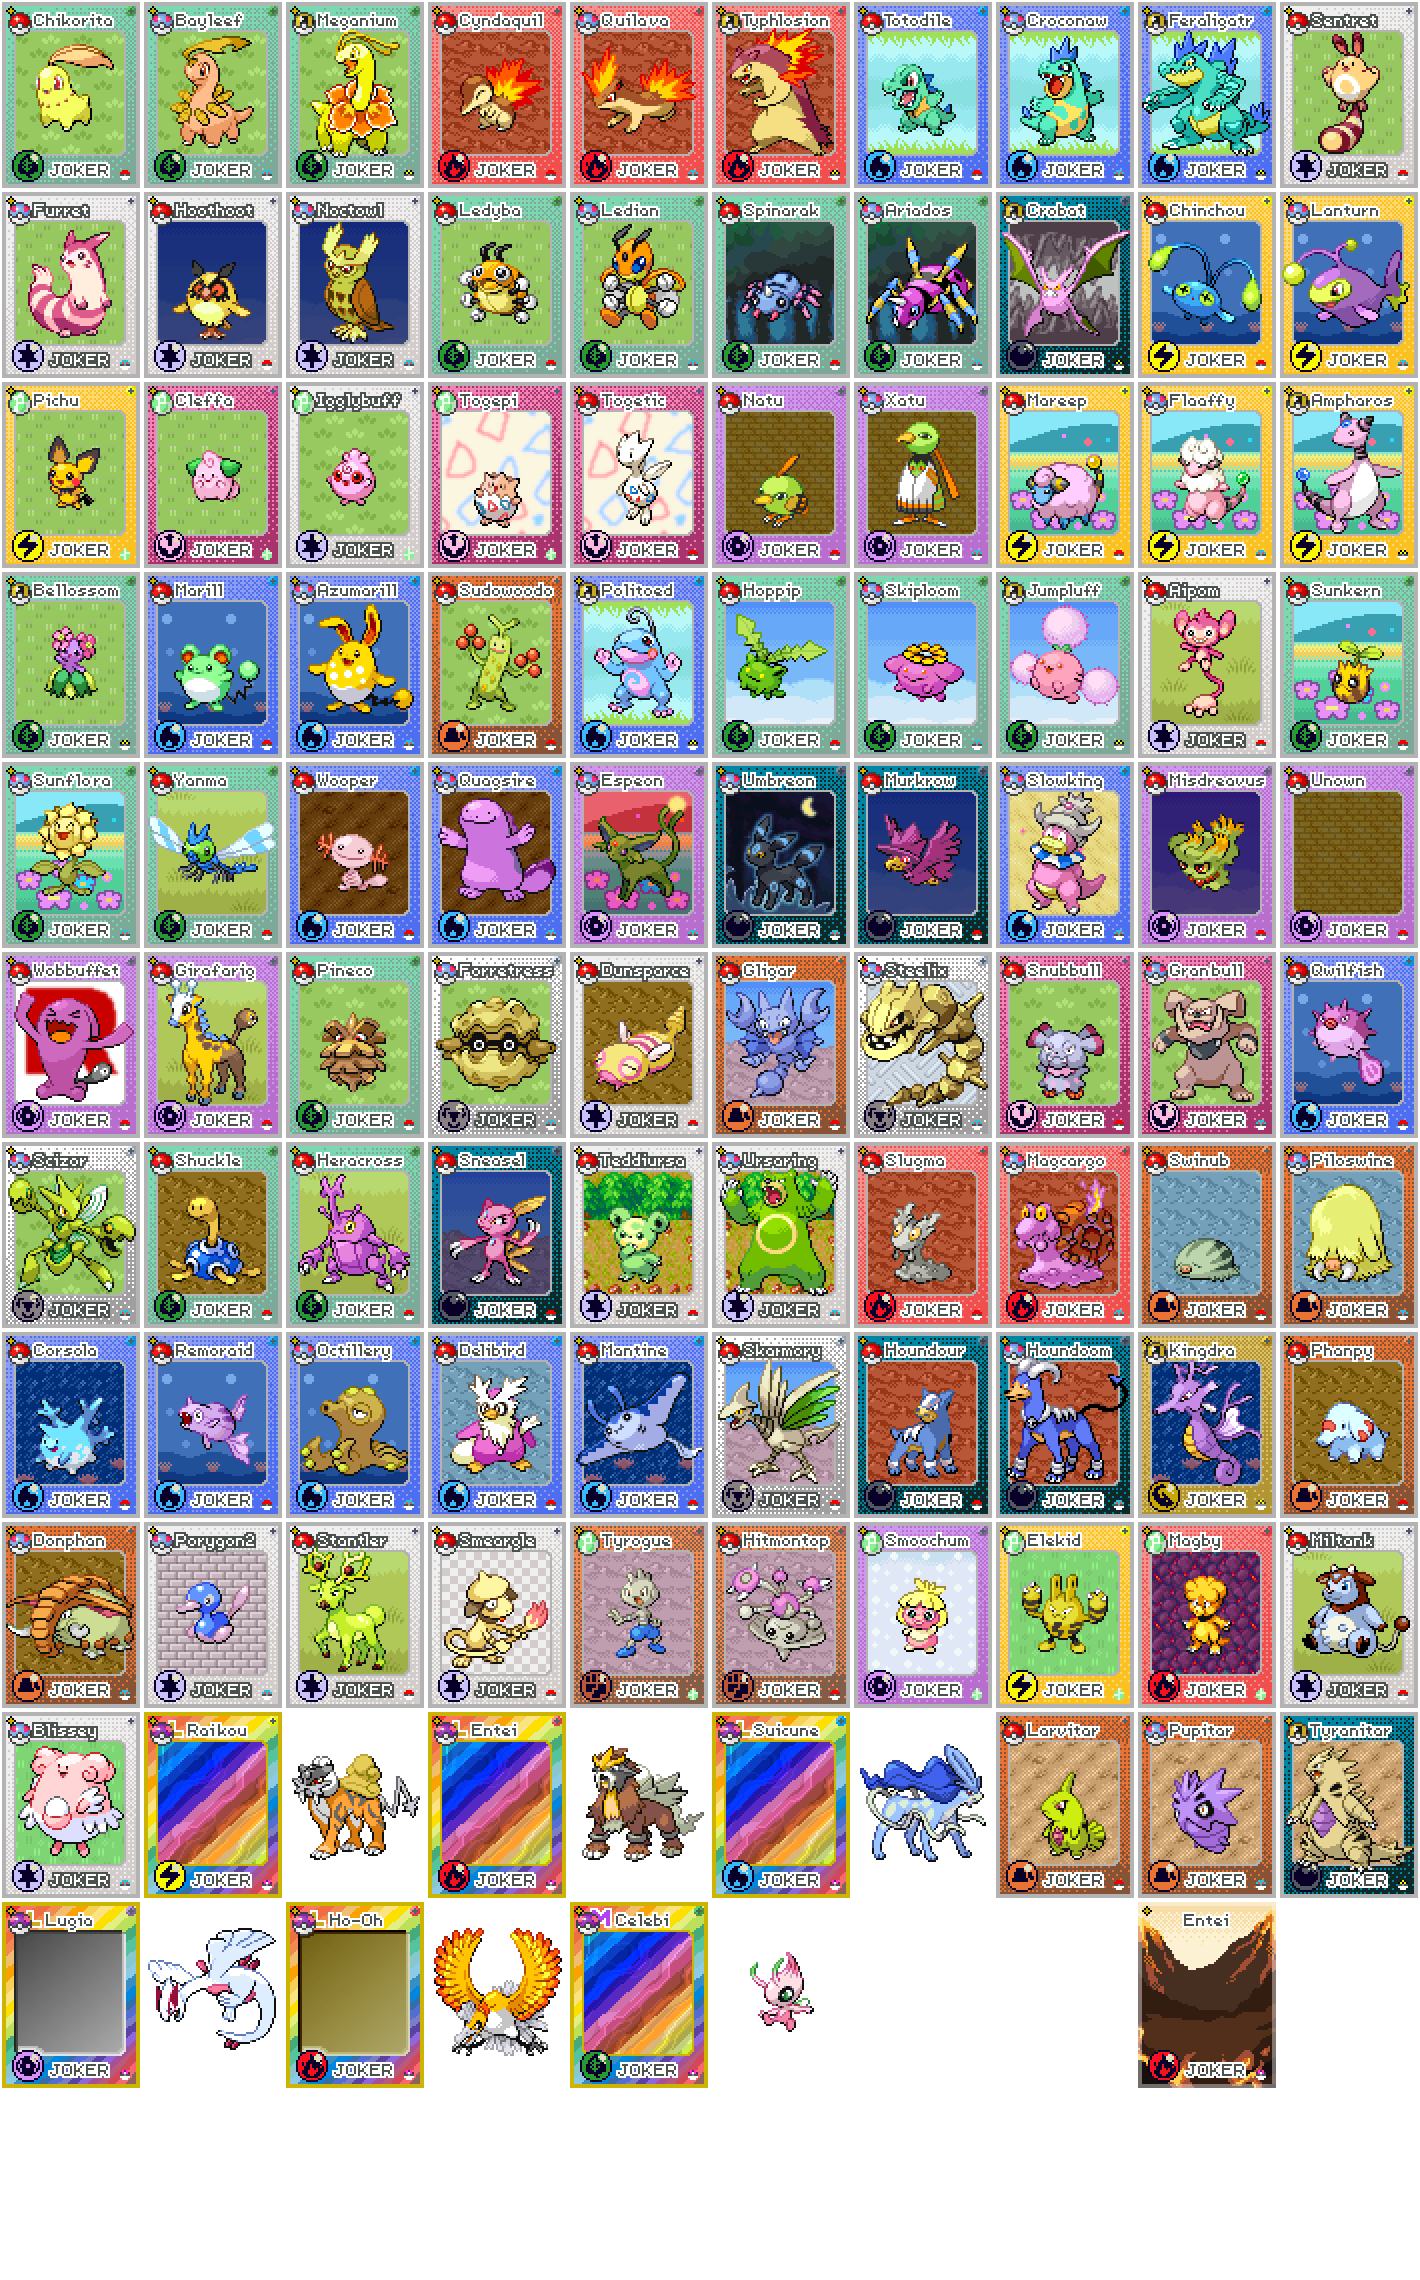 Chikorita Bayleef Meganium Cyndaquil Quilava Typhlosion Totodile Croconaw Feraligatr Sentret
JOKER JOKER JOKER JOKER JOKER JOKER JOKER JOKER JOKER JOKER
Furret Hoothoot Noctowl Ledyba Ledian Spinarak Ariados Crobat Chinchou Lanturn
JOKER JOKER JOKER JOKER JOKER JOKER JOKER JOKER JOKER JOKER
Pichu Cleffa Igglybuff Togepi Togetic Natu Xatu Mareep Flaaffy Ampharos
JOKER JOKER JOKER JOKER JOKER JOKER JOKER JOKER JOKER JOKER
Bellossom Marill Azumarill Sudowoodo Politoed Hoppip Skiploom Jumpluff Aipom Sunkern
JOKER JOKER JOKER JOKER JOKER JOKER JOKER JOKER JOKER JOKER
Sunflora Yanma Wooper Quagsire Espeon Umbreon Murkrow Slowking Misdreavus Unown
JOKER JOKER JOKER JOKER JOKER JOKER JOKER JOKER JOKER JOKER
Wobbuffet Girafarig Pineco Forretress Dunsparce Gligar Steelix Snubbull Granbull Qwilfish
JOKER JOKER JOKER JOKER JOKER JOKER JOKER JOKER JOKER JOKER
Scizor Shuckle Heracross Sneasel Teddiursa Ursaring Slugma Magcargo Swinub Piloswine
JOKER JOKER JOKER JOKER JOKER JOKER JOKER JOKER JOKER JOKER
Corsola Remoraid Octillery Delibird Mantine Skarmory Houndour Houndoom Kingdra Phanpy
JOKER JOKER JOKER JOKER JOKER JOKER JOKER JOKER JOKER JOKER
Donphan Porygon2 Stantler Smeargle Tyrogue Hitmontop Smoochum Elekid Magby Miltank
JOKER JOKER JOKER JOKER JOKER JOKER JOKER JOKER JOKER JOKER
Blissey L Raikou L Entei L Suicune Larvitar Pupitar Tyranitar
JOKER JOKER JOKER JOKER JOKER JOKER JOKER
L Lugia L Ho-Oh M Celebi Entei
JOKER JOKER JOKER JOKER